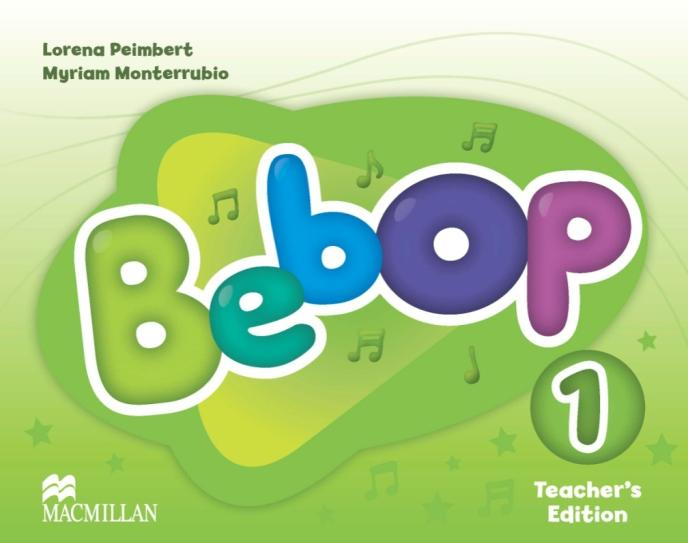 Lorena Peimbert
Myriam Monterrubio
Bebop
1
Teacher's
Edition
MACMILLAN